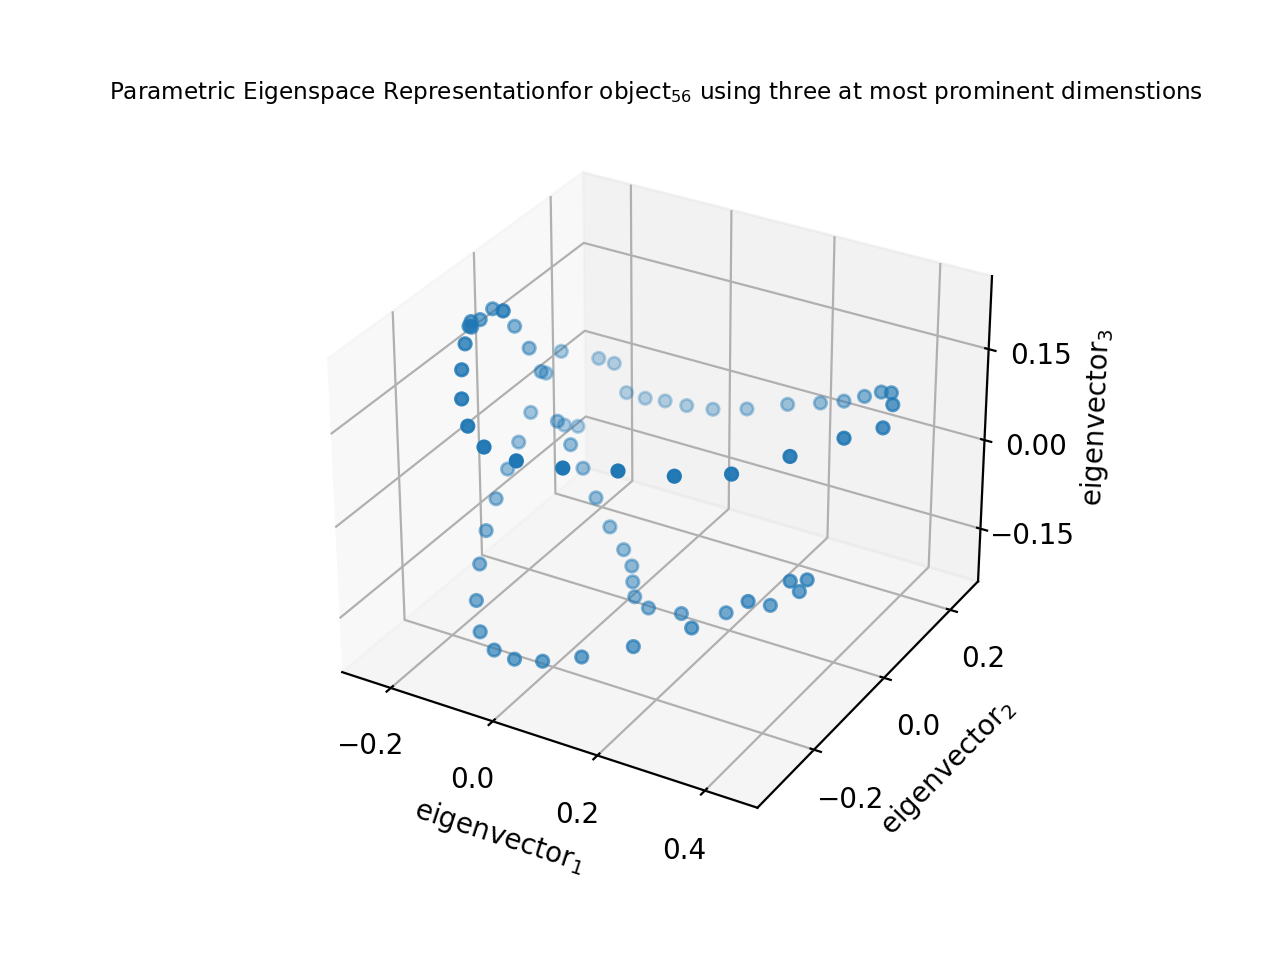 Parametric Eigenspace Representationfor object₅₆ using three at most prominent dimenstions
0.15
0.00
−0.15
eigenvector₃
0.2
0.0
−0.2
eigenvector₂
−0.2
0.0
0.2
0.4
eigenvector₁